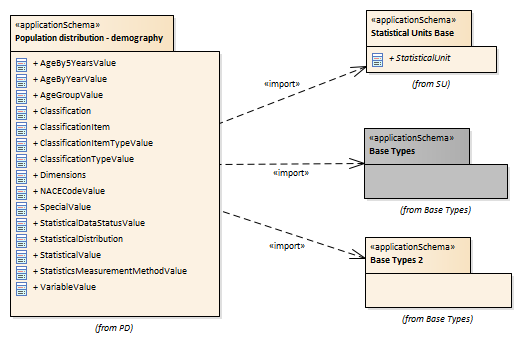 «applicationSchema»
Population distribution - demography
+ AgeBy5YearsValue
+ AgeByYearValue
+ AgeGroupValue
+ Classification
+ ClassificationItem
+ ClassificationItemTypeValue
+ ClassificationTypeValue
+ Dimensions
+ NACECodeValue
+ SpecialValue
+ StatisticalDataStatusValue
+ StatisticalDistribution
+ StatisticalValue
+ StatisticsMeasurementMethodValue
+ VariableValue
(from PD)
«import»
«import»
«import»
«applicationSchema»
Statistical Units Base
+ StatisticalUnit
(from SU)
«applicationSchema»
Base Types
(from Base Types)
«applicationSchema»
Base Types 2
(from Base Types)